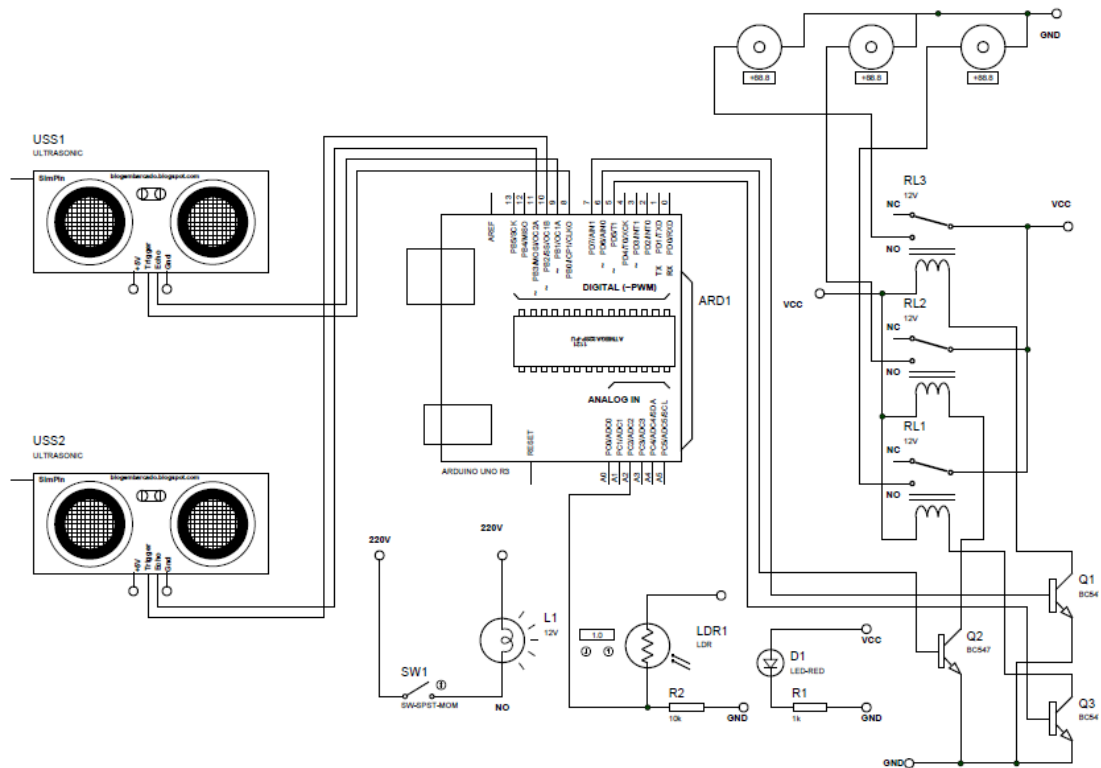 GND
+88.8
+88.8
+88.8
USS1
ULTRASONIC
SimPin
blogembarcado.blogspot.com
+5V
Trigger
Echo
Gnd
AREF
13
12
11
10
9
8
7
6
5
4
3
2
1
0
PB5/SCK
PB4/MISO
~ PB3/MOSI/OC2A
~ PB2/SS/OC1B
~ PB1/OC1A
PB0/ICP1/CLKO
PD7/AIN1
~ PD6/AIN0
~ PD5/T1
PD4/T0/XCK
~ PD3/INT1
PD2/INT0
TX PD1/TXD
RX PD0/RXD
DIGITAL (~PWM)
ARD1
ATMEGA328P-PU
1121
ANALOG IN
RESET
PC0/ADC0
PC1/ADC1
PC2/ADC2
PC3/ADC3
PC4/ADC4/SDA
PC5/ADC5/SCL
ARDUINO UNO R3
A0
A1
A2
A3
A4
A5
RL3
12V
NC
NO
VCC
VCC
RL2
12V
NC
NO
RL1
12V
NC
NO
USS2
ULTRASONIC
SimPin
blogembarcado.blogspot.com
+5V
Trigger
Echo
Gnd
220V
220V
L1
12V
SW1
SW-SPST-MOM
NO
1.0
LDR1
LDR
R2
10k
GND
VCC
D1
LED-RED
R1
1k
GND
Q1
BC547
Q2
BC547
Q3
BC547
GND